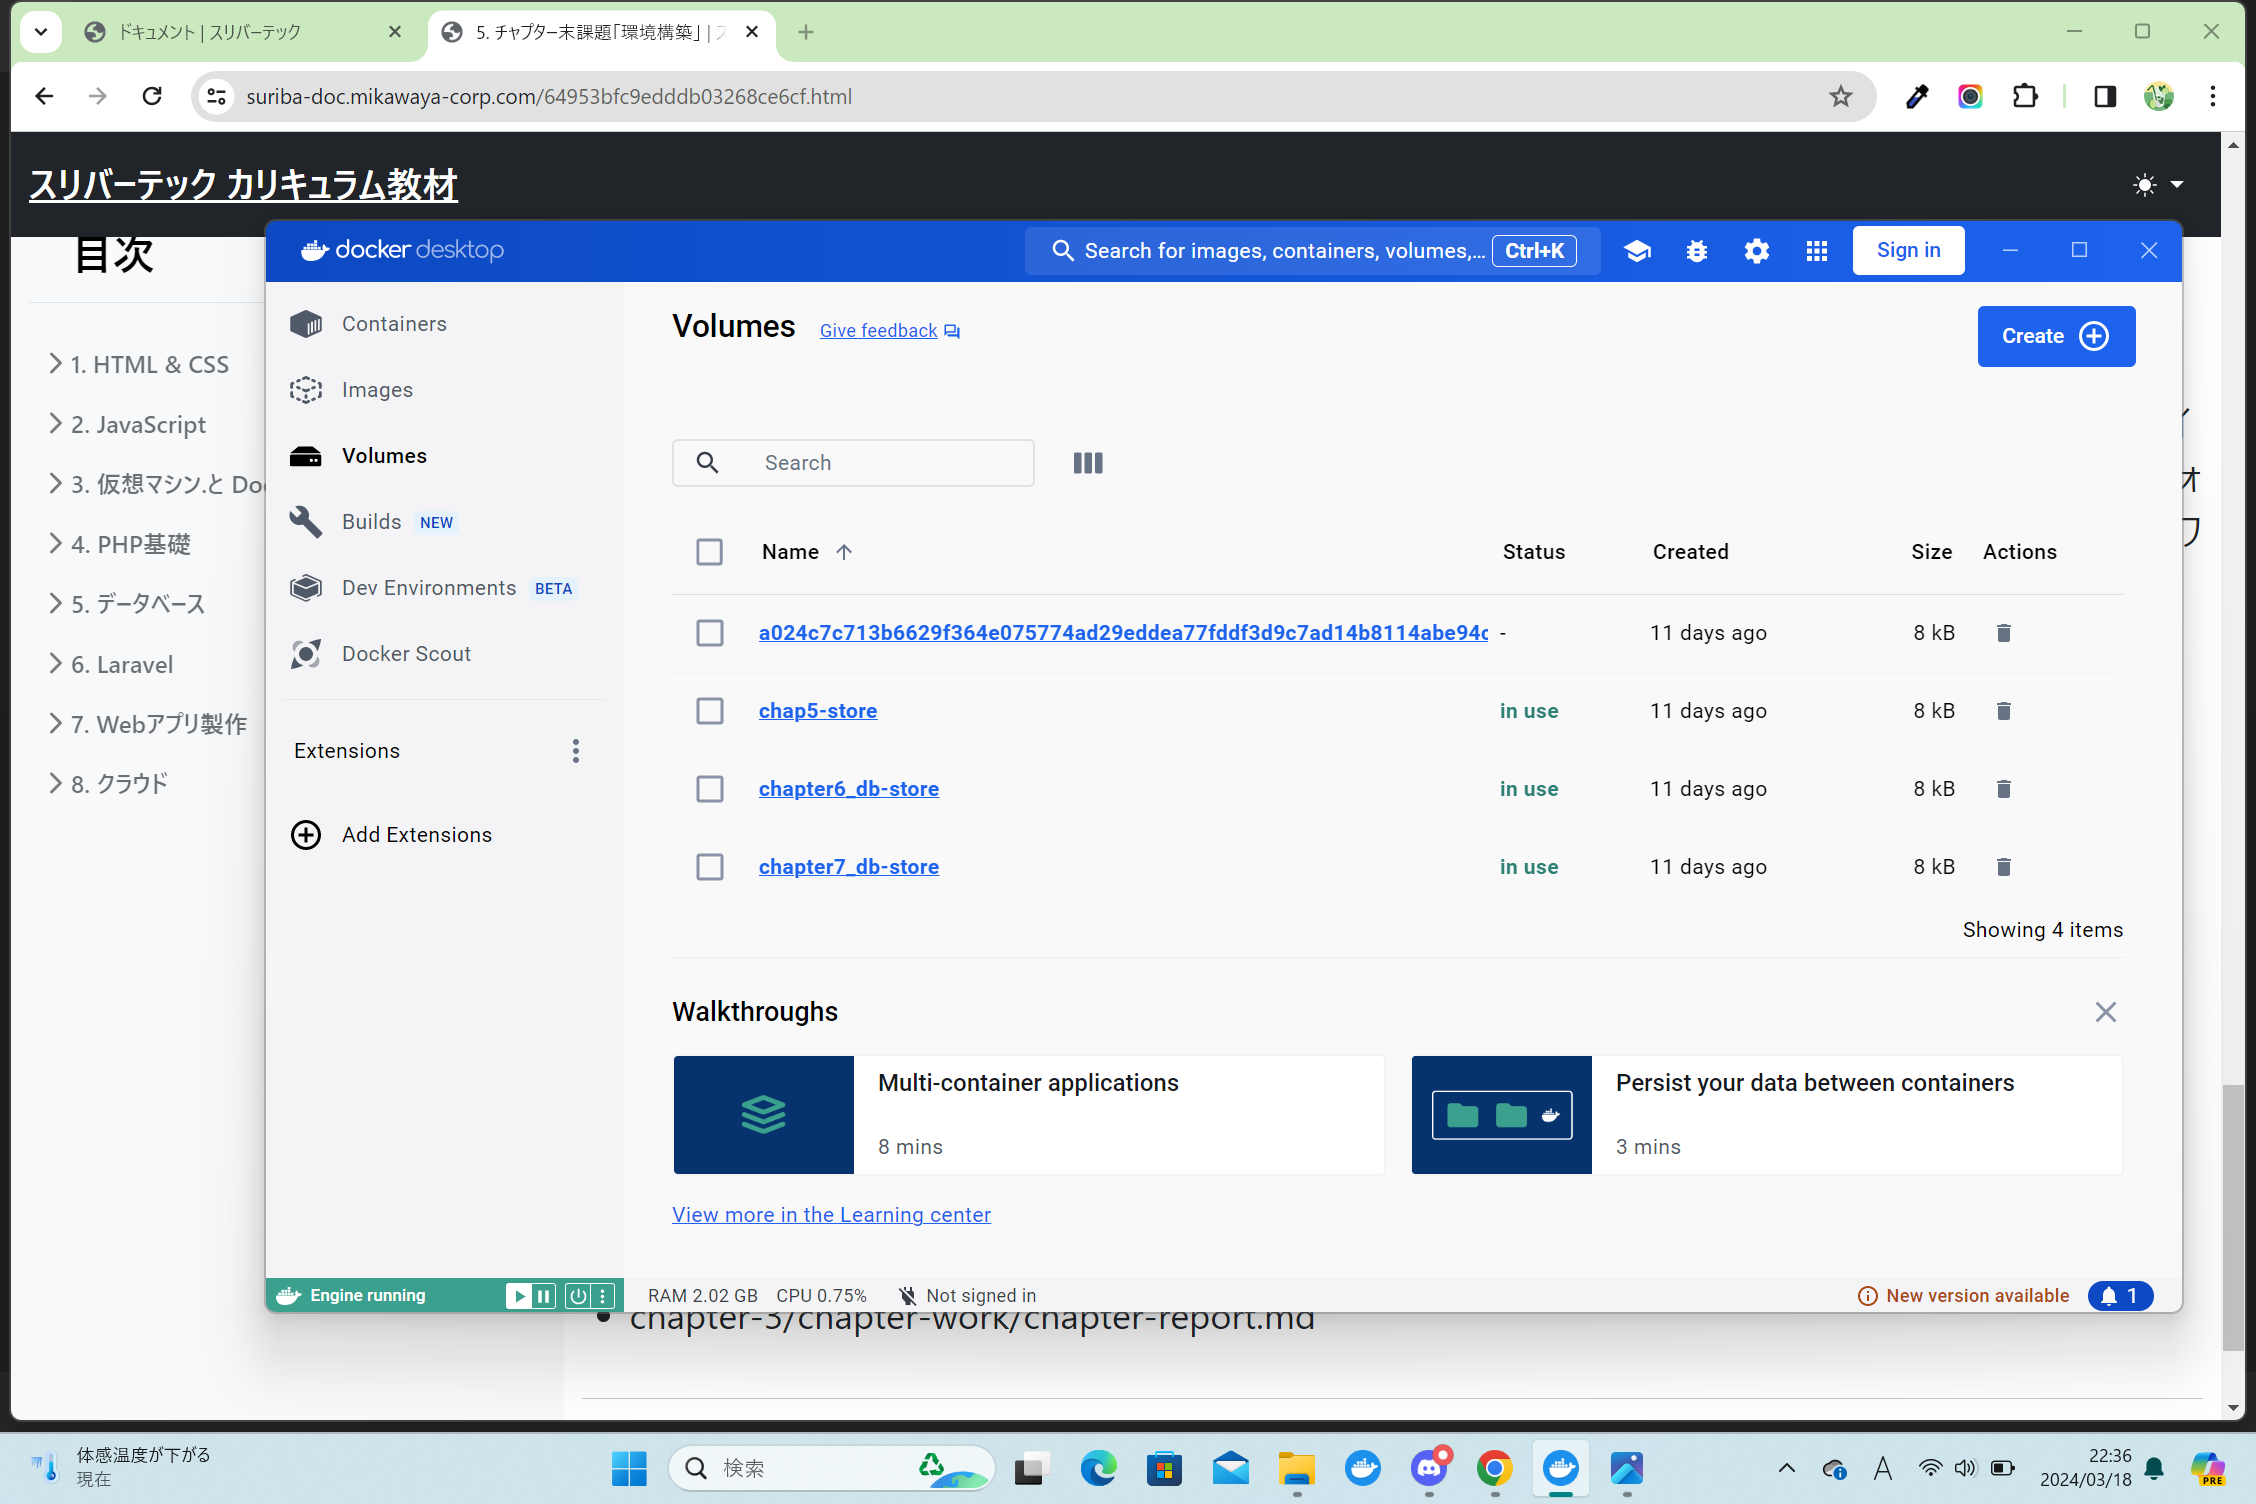 ドキュメント | スリバーテック
5. チャプター末課題「環境構築」 |
suriba-doc.mikawaya-corp.com/64953bfc9edddb03268ce6cf.html
スリバーテック カリキュラム教材
目次
1. HTML & CSS
2. JavaScript
3. 仮想マシン.と Doc
4. PHP基礎
5. データベース
6. Laravel
7. Webアプリ製作
8. クラウド
docker desktop
Search for images, containers, volumes,...
Ctrl+K
Sign in
Containers
Images
Volumes
Builds NEW
Dev Environments BETA
Docker Scout
Extensions
Add Extensions
Volumes
Give feedback
Create
Search
Name Status Created Size Actions
a024c7c713b6629f364e075774ad29eddea77fddf3d9c7ad14b8114abe94c - 11 days ago 8 kB
chap5-store in use 11 days ago 8 kB
chapter6_db-store in use 11 days ago 8 kB
chapter7_db-store in use 11 days ago 8 kB
Showing 4 items
Walkthroughs
Multi-container applications
8 mins
Persist your data between containers
3 mins
View more in the Learning center
Engine running
RAM 2.02 GB CPU 0.75% Not signed in
New version available
1
chapter-3/chapter-work/chapter-report.md
体感温度が下がる
現在
検索
A
22:36
2024/03/18
PRE